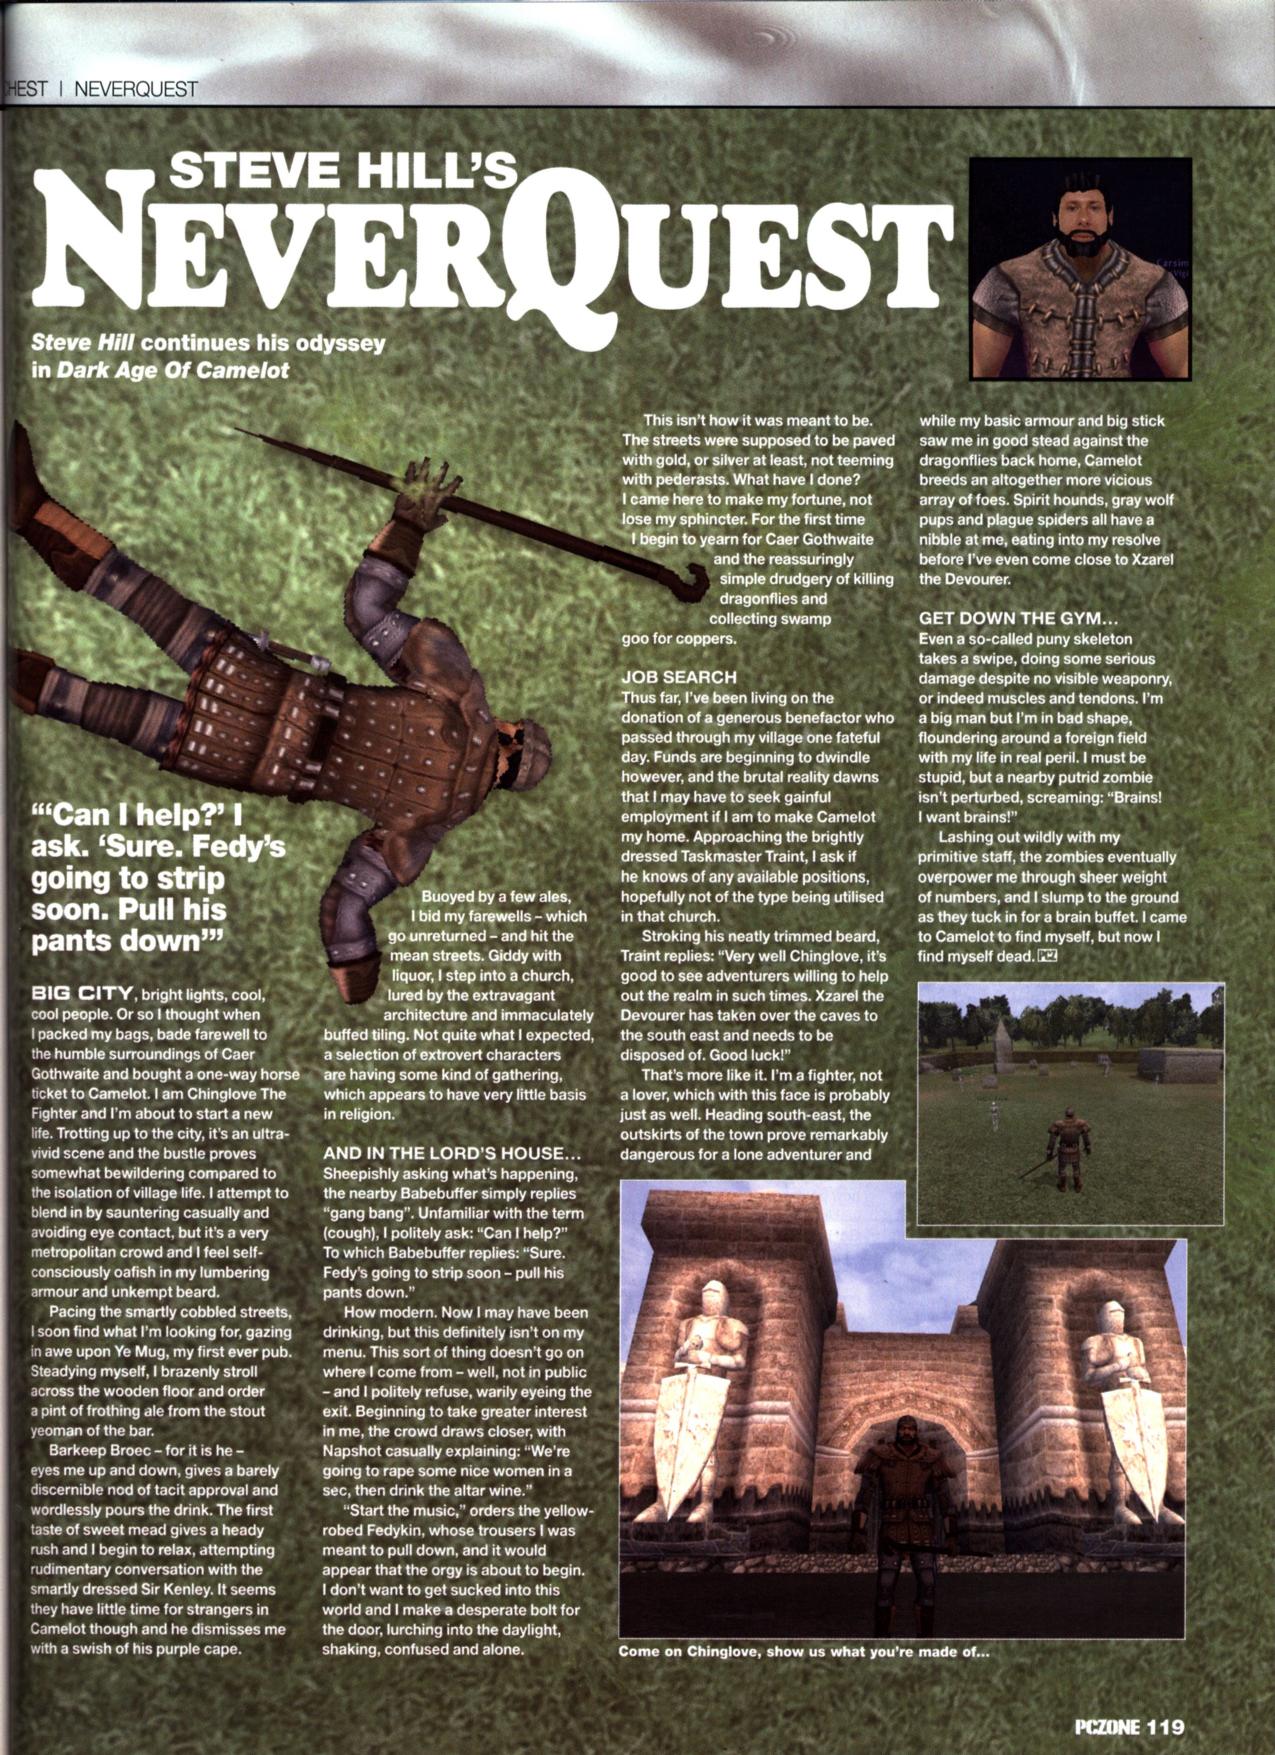 HEST | NEVERQUEST
STEVE HILL'S
NEVERQUEST
Steve Hill continues his odyssey
in Dark Age Of Camelot
"'Can I help?' I
ask. 'Sure. Fedy's
going to strip
soon. Pull his
pants down'"
BIG CITY, bright lights, cool,
cool people. Or so I thought when
I packed my bags, bade farewell to
the humble surroundings of Caer
Gothwaite and bought a one-way horse
ticket to Camelot. I am Chinglove The
Fighter and I'm about to start a new
life. Trotting up to the city, it's an ultra-
vivid scene and the bustle proves
somewhat bewildering compared to
the isolation of village life. I attempt to
blend in by sauntering casually and
avoiding eye contact, but it's a very
metropolitan crowd and I feel self-
consciously oafish in my lumbering
armour and unkempt beard.
Pacing the smartly cobbled streets,
I soon find what I'm looking for, gazing
in awe upon Ye Mug, my first ever pub.
Steadying myself, I brazenly stroll
across the wooden floor and order
a pint of frothing ale from the stout
yeoman of the bar.
Barkeep Broec – for it is he –
eyes me up and down, gives a barely
discernible nod of tacit approval and
wordlessly pours the drink. The first
taste of sweet mead gives a heady
rush and I begin to relax, attempting
rudimentary conversation with the
smartly dressed Sir Kenley. It seems
they have little time for strangers in
Camelot though and he dismisses me
with a swish of his purple cape.
Buoyed by a few ales,
I bid my farewells – which
go unreturned – and hit the
mean streets. Giddy with
liquor, I step into a church,
lured by the extravagant
architecture and immaculately
buffed tiling. Not quite what I expected,
a selection of extrovert characters
are having some kind of gathering,
which appears to have very little basis
in religion.
AND IN THE LORD'S HOUSE...
Sheepishly asking what's happening,
the nearby Babebuffer simply replies
"gang bang". Unfamiliar with the term
(cough), I politely ask: "Can I help?"
To which Babebuffer replies: "Sure.
Fedy's going to strip soon – pull his
pants down."
How modern. Now I may have been
drinking, but this definitely isn't on my
menu. This sort of thing doesn't go on
where I come from – well, not in public
– and I politely refuse, warily eyeing the
exit. Beginning to take greater interest
in me, the crowd draws closer, with
Napshot casually explaining: "We're
going to rape some nice women in a
sec, then drink the altar wine."
"Start the music," orders the yellow-
robed Fedykin, whose trousers I was
meant to pull down, and it would
appear that the orgy is about to begin.
I don't want to get sucked into this
world and I make a desperate bolt for
the door, lurching into the daylight,
shaking, confused and alone.
This isn't how it was meant to be.
The streets were supposed to be paved
with gold, or silver at least, not teeming
with pederasts. What have I done?
I came here to make my fortune, not
lose my sphincter. For the first time
I begin to yearn for Caer Gothwaite
and the reassuringly
simple drudgery of killing
dragonflies and
collecting swamp
goo for coppers.
JOB SEARCH
Thus far, I've been living on the
donation of a generous benefactor who
passed through my village one fateful
day. Funds are beginning to dwindle
however, and the brutal reality dawns
that I may have to seek gainful
employment if I am to make Camelot
my home. Approaching the brightly
dressed Taskmaster Traint, I ask if
he knows of any available positions,
hopefully not of the type being utilised
in that church.
Stroking his neatly trimmed beard,
Traint replies: "Very well Chinglove, it's
good to see adventurers willing to help
out the realm in such times. Xzarel the
Devourer has taken over the caves to
the south east and needs to be
disposed of. Good luck!"
That's more like it. I'm a fighter, not
a lover, which with this face is probably
just as well. Heading south-east, the
outskirts of the town prove remarkably
dangerous for a lone adventurer and
while my basic armour and big stick
saw me in good stead against the
dragonflies back home, Camelot
breeds an altogether more vicious
array of foes. Spirit hounds, gray wolf
pups and plague spiders all have a
nibble at me, eating into my resolve
before I've even come close to Xzarel
the Devourer.
GET DOWN THE GYM...
Even a so-called puny skeleton
takes a swipe, doing some serious
damage despite no visible weaponry,
or indeed muscles and tendons. I'm
a big man but I'm in bad shape,
floundering around a foreign field
with my life in real peril. I must be
stupid, but a nearby putrid zombie
isn't perturbed, screaming: "Brains!
I want brains!"
Lashing out wildly with my
primitive staff, the zombies eventually
overpower me through sheer weight
of numbers, and I slump to the ground
as they tuck in for a brain buffet. I came
to Camelot to find myself, but now I
find myself dead. PCZ
Come on Chinglove, show us what you're made of...
PCZONE 119